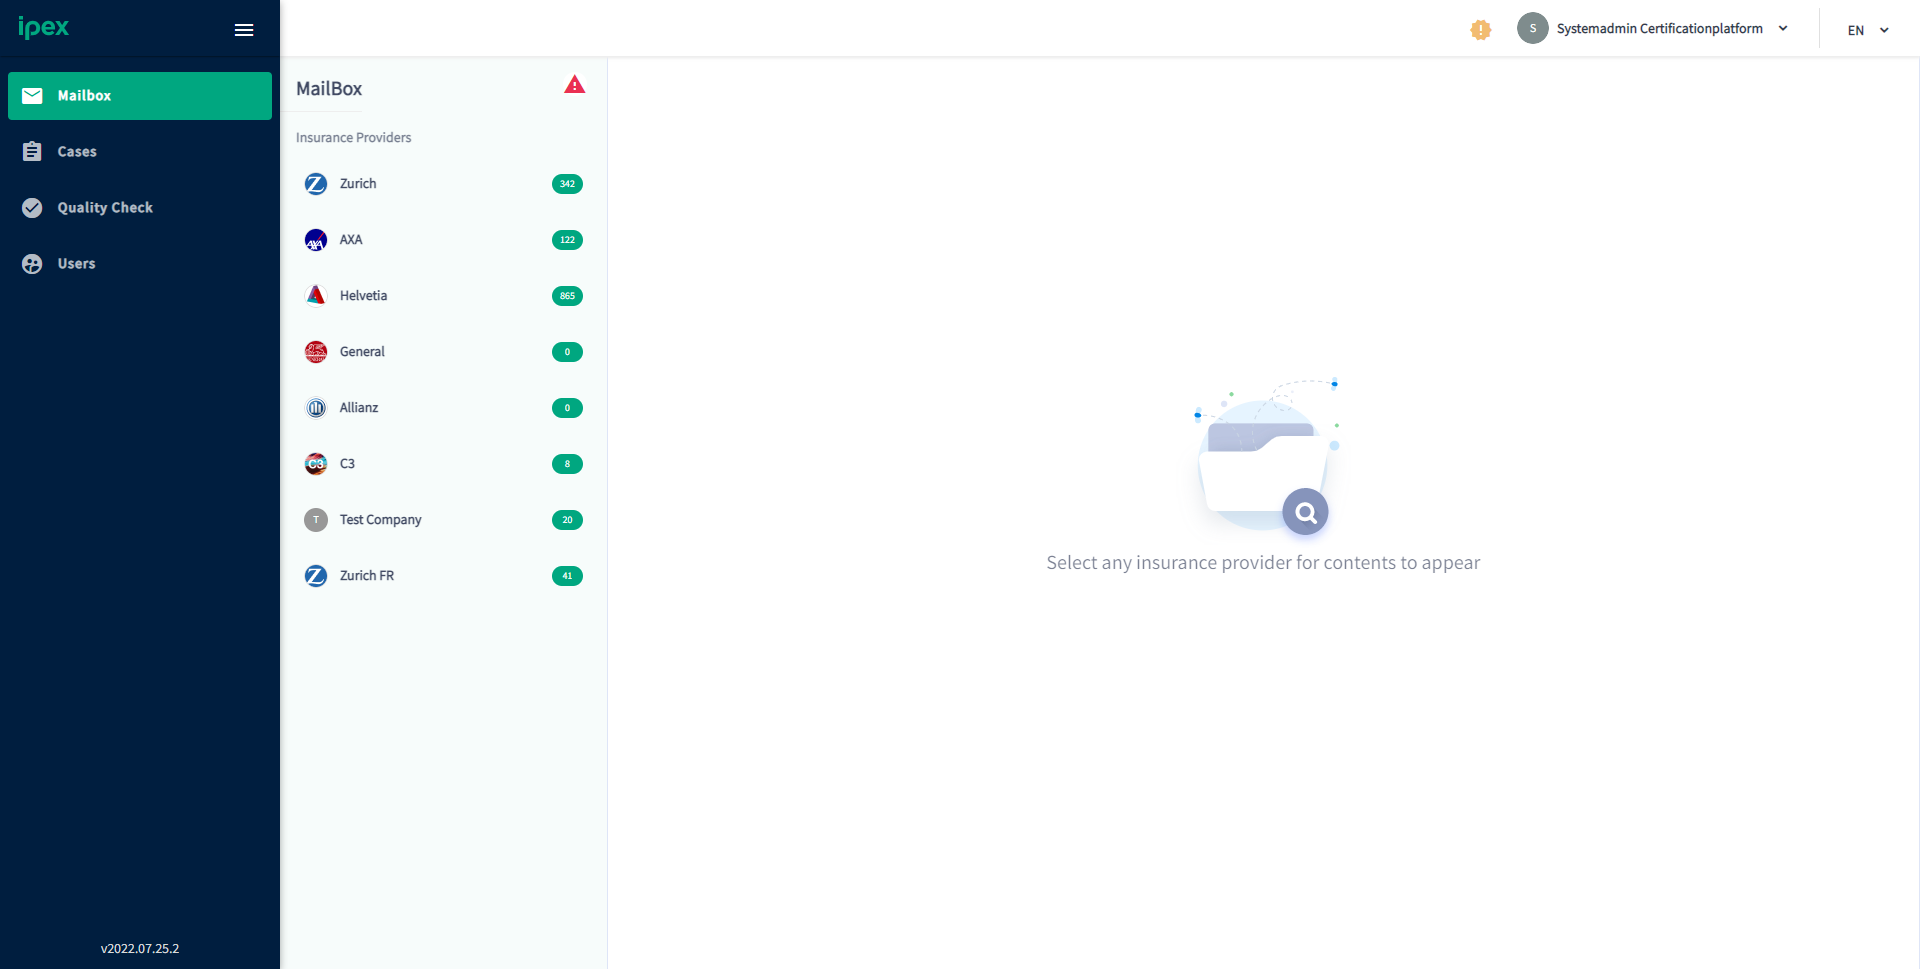 ipex
S
Systemadmin Certificationplatform
EN
Mailbox
Cases
Quality Check
Users
v2022.07.25.2
MailBox
Insurance Providers
Zurich
342
AXA
122
Helvetia
865
General
0
Allianz
0
C3
8
T
Test Company
20
Zurich FR
41
Select any insurance provider for contents to appear